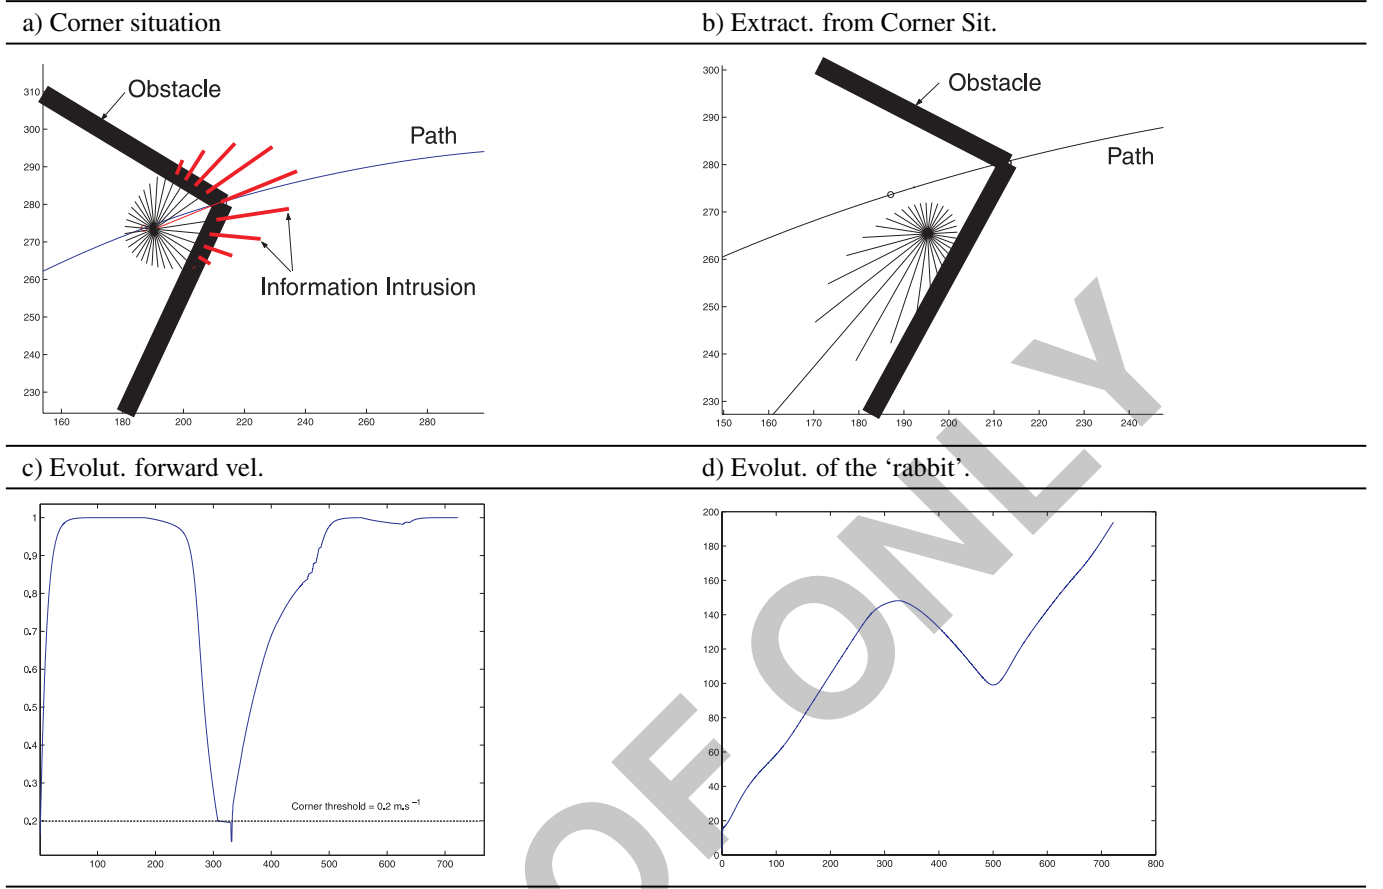 a) Corner situation
b) Extract. from Corner Sit.
Obstacle
Path
Information Intrusion
310
300
290
280
270
260
250
240
230
160 180 200 220 240 260 280
Obstacle
Path
300
290
280
270
260
250
240
230
150 160 170 180 190 200 210 220 230 240
c) Evolut. forward vel.
d) Evolut. of the ‘rabbit’.
1
0.9
0.8
0.7
0.6
0.5
0.4
0.3
0.2
Corner threshold = 0.2 m.s⁻¹
100 200 300 400 500 600 700
200
180
160
140
120
100
80
60
40
20
0
0 100 200 300 400 500 600 700 800
OF ONLY